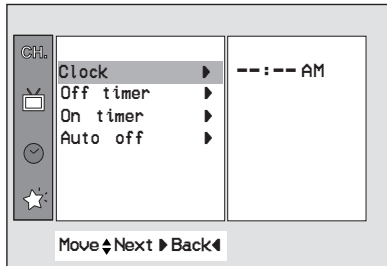 CH.
Clock --:-- AM
Off timer
On timer
Auto off
Move Next Back